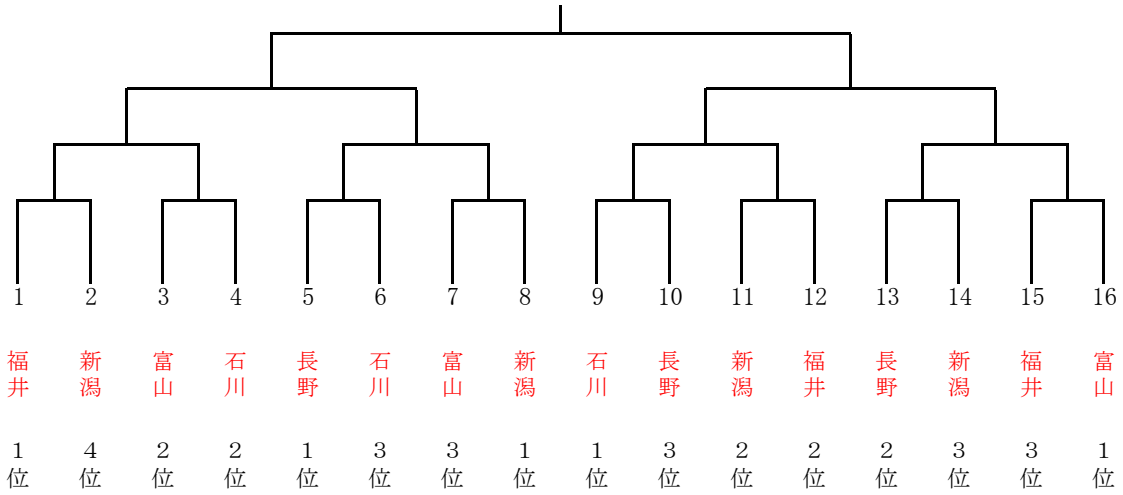 1 2 3 4 5 6 7 8 9 10 11 12 13 14 15 16
福井 新潟 富山 石川 長野 石川 富山 新潟 石川 長野 新潟 福井 長野 新潟 福井 富山
１位 ４位 ２位 ２位 １位 ３位 ３位 １位 １位 ３位 ２位 ２位 ２位 ３位 ３位 １位